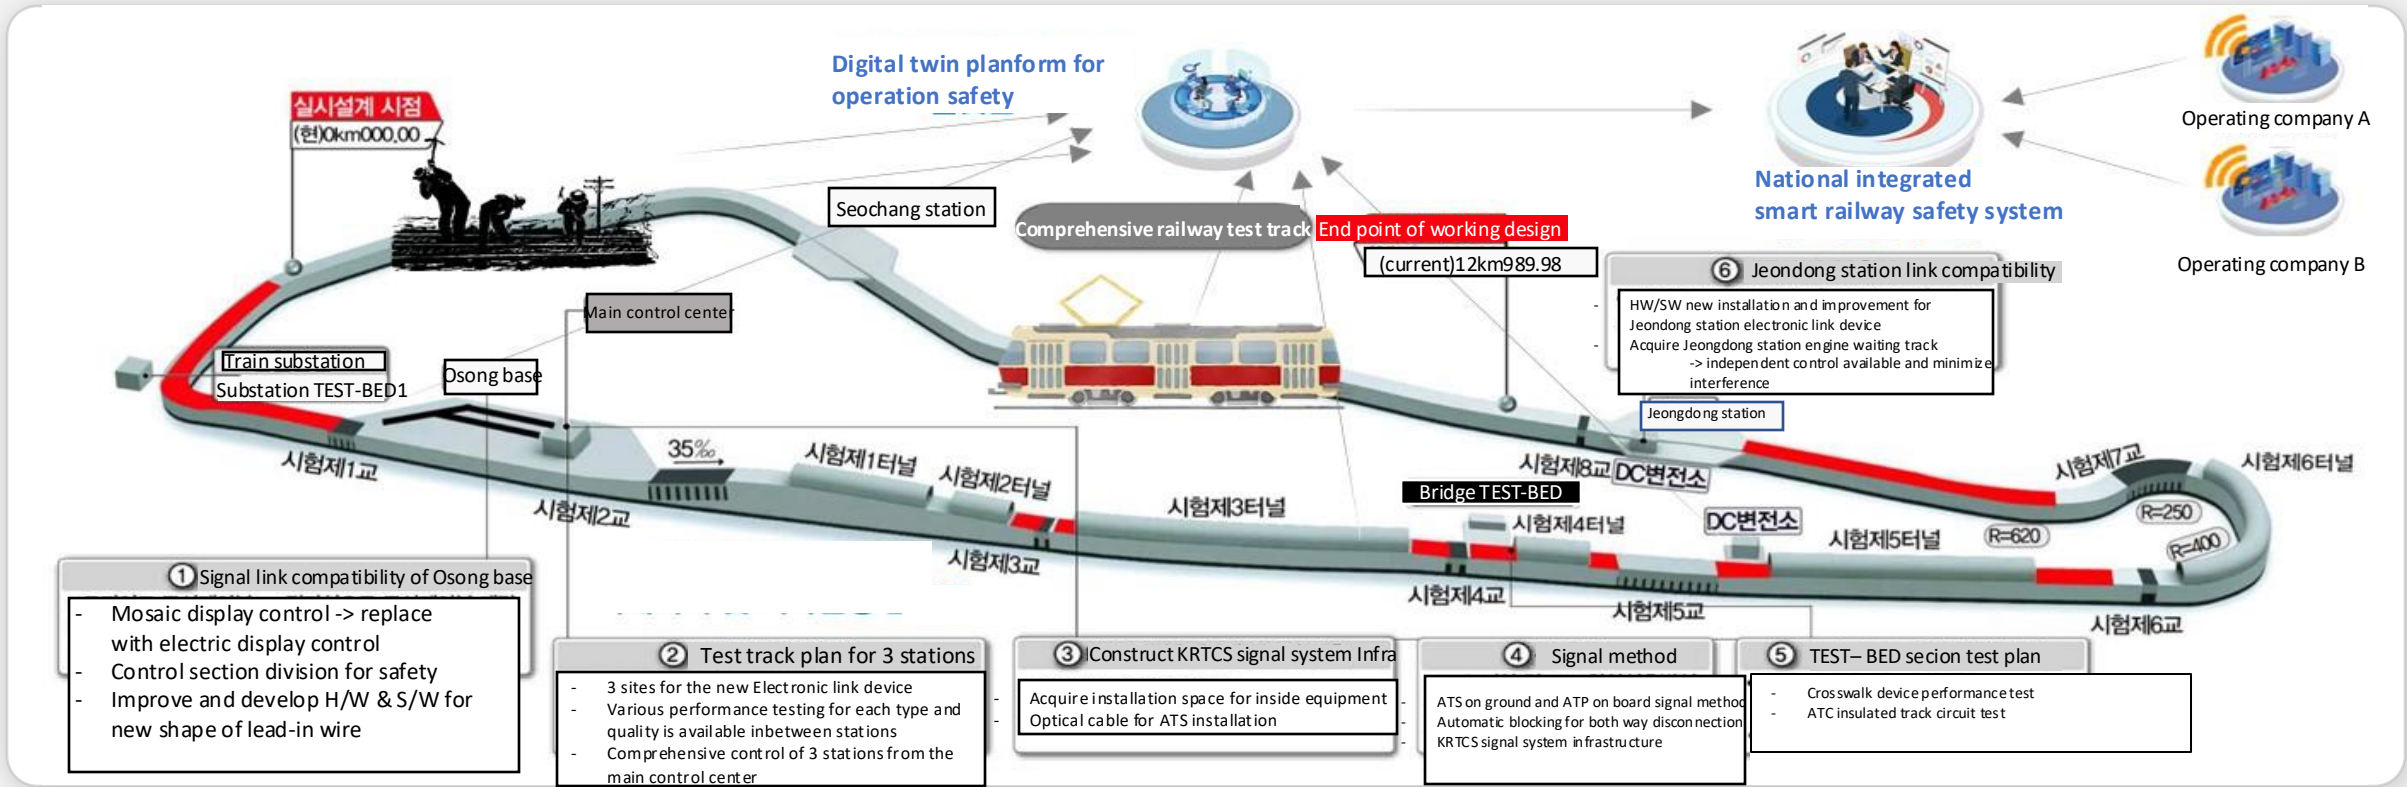 Digital twin planform for
operation safety
실시설계 시점
(현)0km000.00
Operating company A
National integrated
smart railway safety system
Operating company B
Seochang station
Comprehensive railway test track
End point of working design
(current)12km989.98
⑥ Jeondong station link compatibility
- HW/SW new installation and improvement for
Jeondong station electronic link device
- Acquire Jeongdong station engine waiting track
-> independent control available and minimize
interference
Jeongdong station
Main control center
Train substation
Substation TEST-BED1
Osong base
35‰
시험제1교
시험제2교
시험제1터널
시험제2터널
시험제3교
시험제3터널
Bridge TEST-BED
시험제4터널
시험제4교
시험제8교
DC변전소
DC변전소
시험제5교
시험제5터널
R=620
시험제7교
R=250
R=400
시험제6터널
시험제6교
① Signal link compatibility of Osong base
- Mosaic display control -> replace
with electric display control
- Control section division for safety
- Improve and develop H/W & S/W for
new shape of lead-in wire
② Test track plan for 3 stations
- 3 sites for the new Electronic link device
- Various performance testing for each type and
quality is available inbetween stations
- Comprehensive control of 3 stations from the
main control center
③ Construct KRTCS signal system Infra
- Acquire installation space for inside equipment
- Optical cable for ATS installation
④ Signal method
- ATS on ground and ATP on board signal method
- Automatic blocking for both way disconnection
- KRTCS signal system infrastructure
⑤ TEST– BED secion test plan
- Crosswalk device performance test
- ATC insulated track circuit test